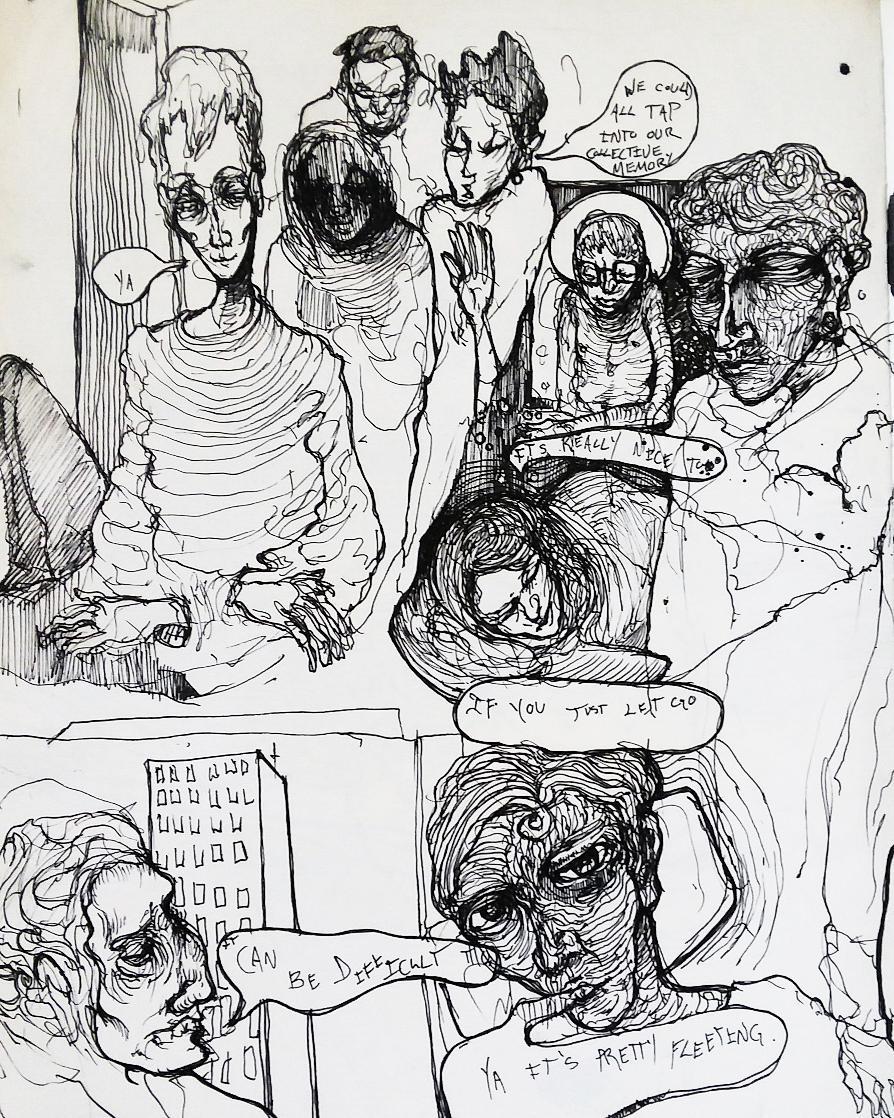 WE COULD
ALL TAP
INTO OUR
COLLECTIVE
MEMORY
YA
IT'S REALLY NICE TO
IF YOU JUST LET GO
IT CAN BE DIFFICULT
YA IT'S PRETTY FLEETING.